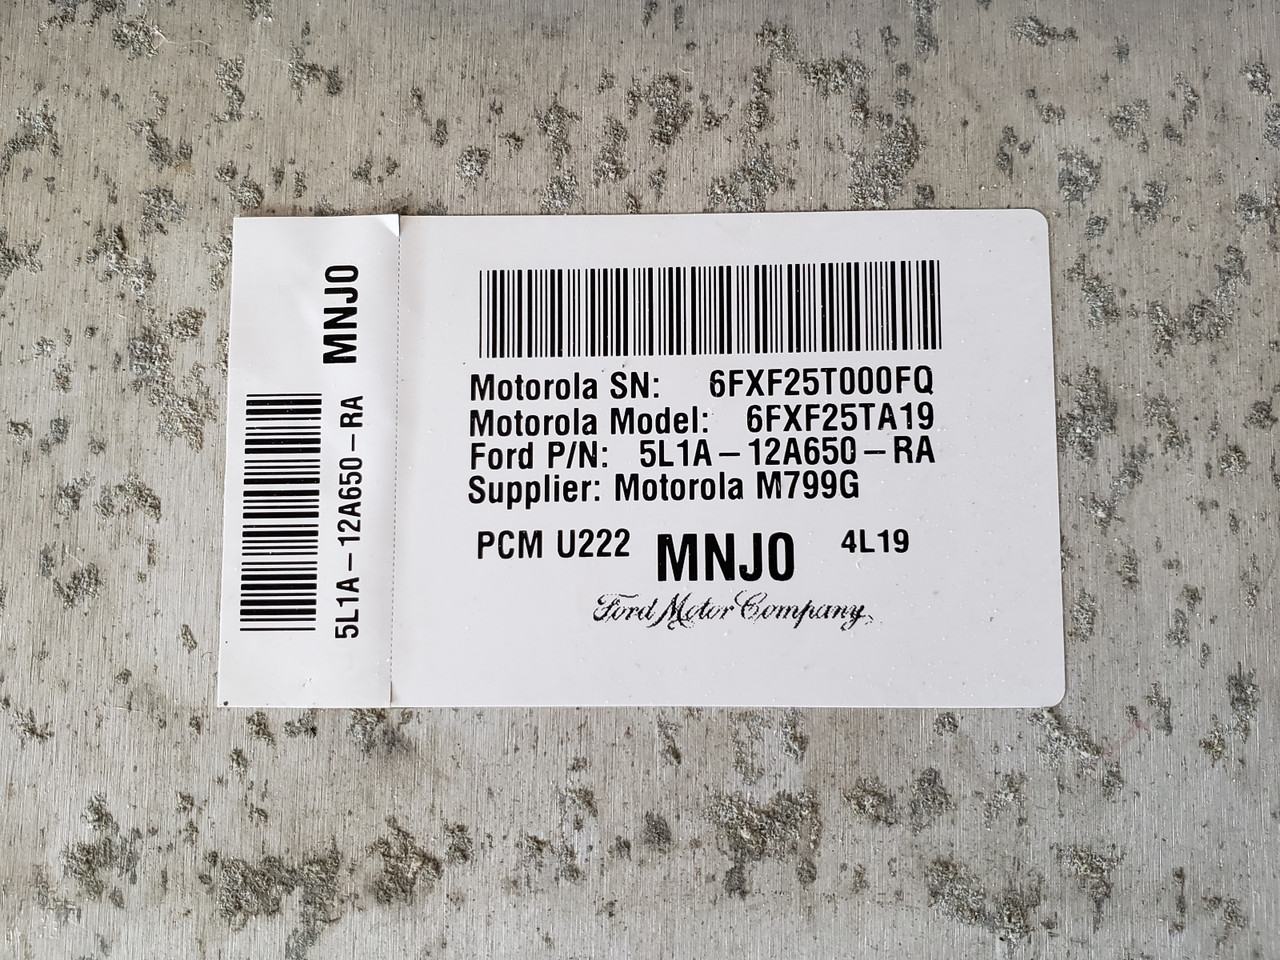 MNJ0
5L1A-12A650-RA
Motorola SN: 6FXF25T000FQ
Motorola Model: 6FXF25TA19
Ford P/N: 5L1A-12A650-RA
Supplier: Motorola M799G
PCM U222 MNJ0 4L19
Ford Motor Company